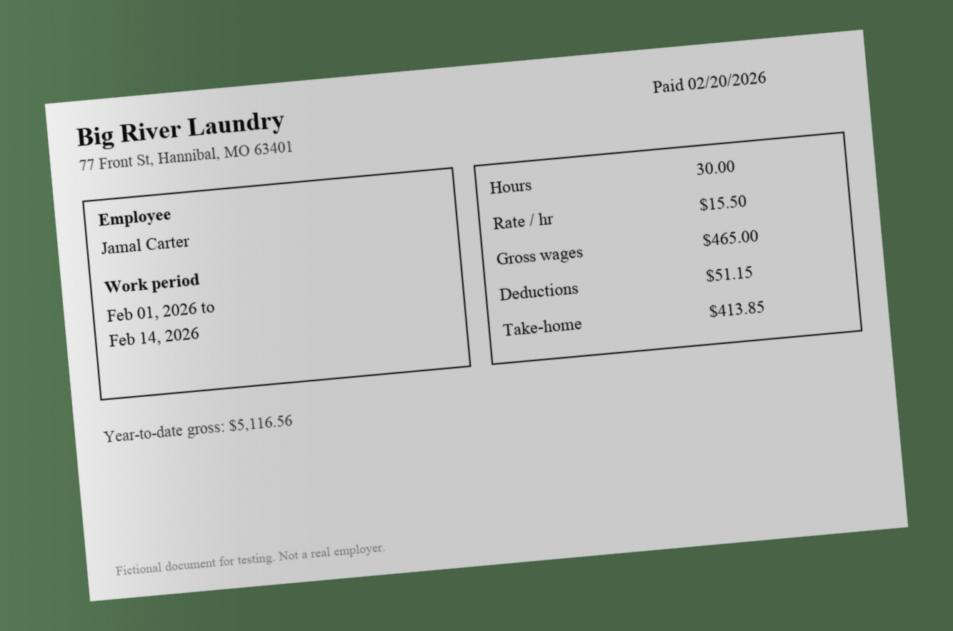 Big River Laundry
77 Front St, Hannibal, MO 63401
Paid 02/20/2026
Employee
Jamal Carter
Work period
Feb 01, 2026 to
Feb 14, 2026
Hours 30.00
Rate / hr $15.50
Gross wages $465.00
Deductions $51.15
Take-home $413.85
Year-to-date gross: $5,116.56
Fictional document for testing. Not a real employer.